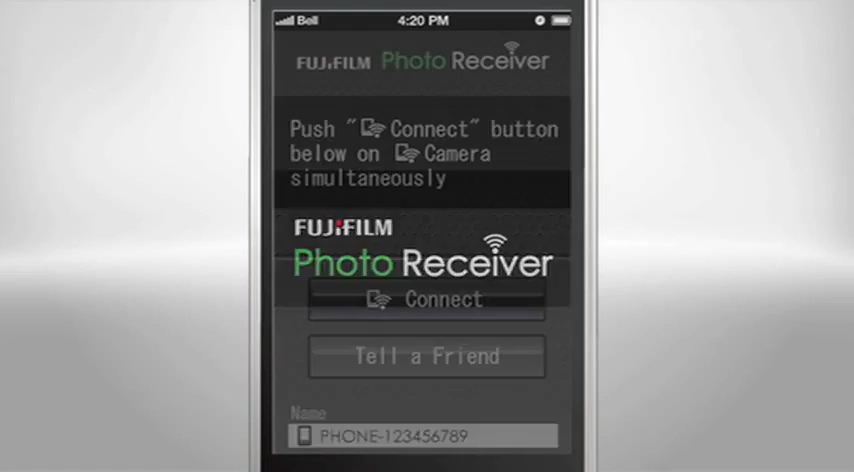 Bell 4:20 PM
FUJIFILM Photo Receiver
Push "Connect" button
below on Camera
simultaneously
FUJIFILM
Photo Receiver
Connect
Tell a Friend
Name
PHONE-123456789